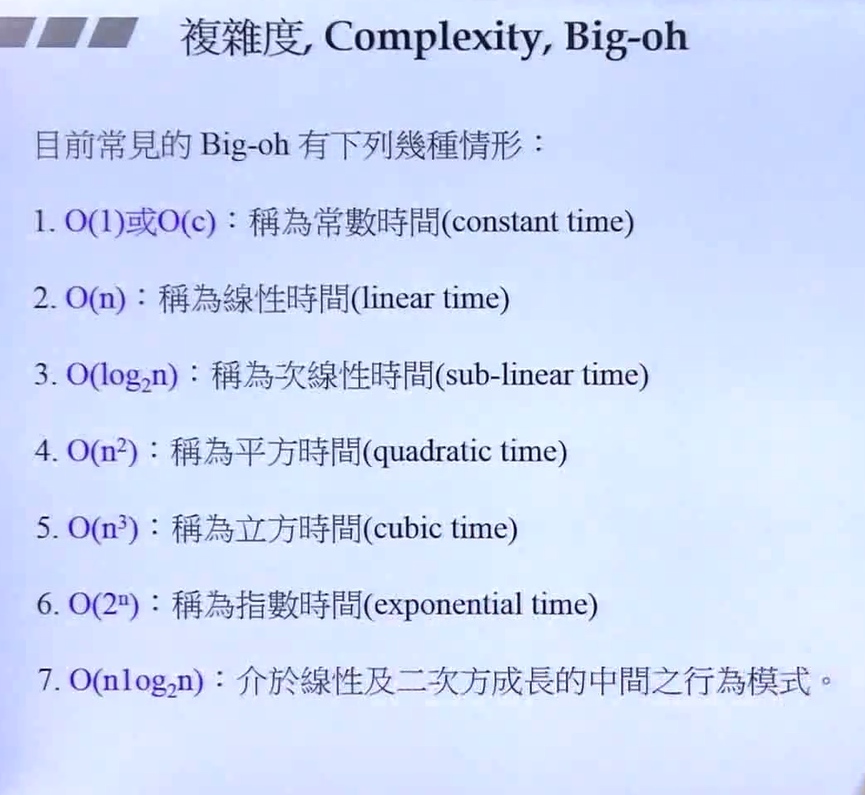 複雜度, Complexity, Big-oh
目前常見的 Big-oh 有下列幾種情形：
1. O(1)或O(c)：稱為常數時間(constant time)
2. O(n)：稱為線性時間(linear time)
3. O(log₂n)：稱為次線性時間(sub-linear time)
4. O(n²)：稱為平方時間(quadratic time)
5. O(n³)：稱為立方時間(cubic time)
6. O(2ⁿ)：稱為指數時間(exponential time)
7. O(nlog₂n)：介於線性及二次方成長的中間之行為模式。